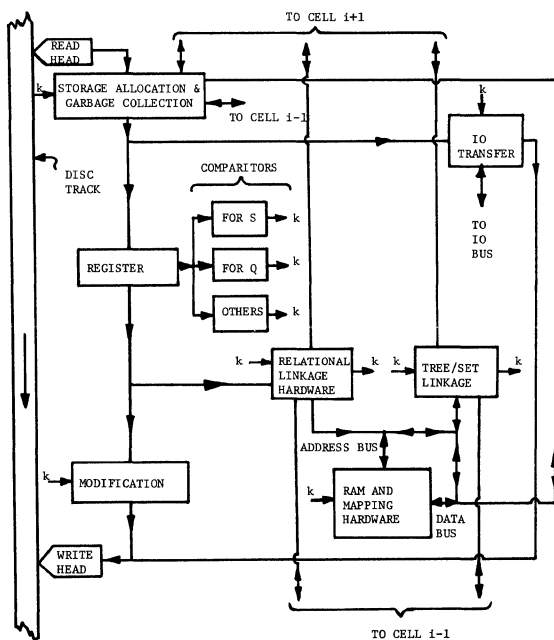 TO CELL i+1
READ
HEAD
k
STORAGE ALLOCATION &
GARBAGE COLLECTION
TO CELL i-1
k
IO
TRANSFER
DISC
TRACK
COMPARITORS
TO
IO
BUS
FOR S
k
REGISTER
FOR Q
k
OTHERS
k
k
RELATIONAL
LINKAGE
HARDWARE
k
k
TREE/SET
LINKAGE
k
ADDRESS BUS
k
MODIFICATION
k
RAM AND
MAPPING
HARDWARE
DATA
BUS
WRITE
HEAD
TO CELL i-1